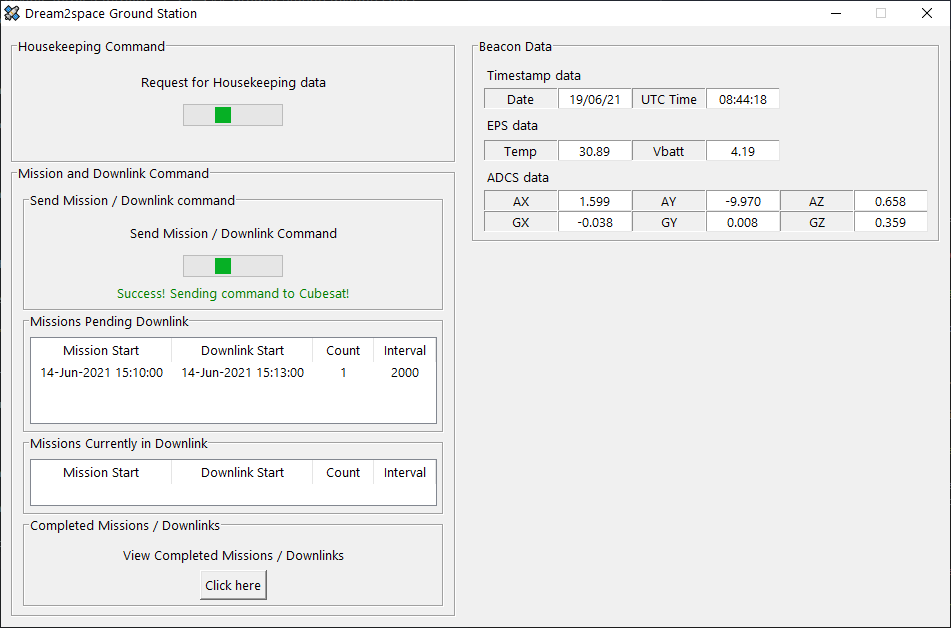 Dream2space Ground Station
Housekeeping Command
Request for Housekeeping data
Mission and Downlink Command
Send Mission / Downlink command
Send Mission / Downlink Command
Success! Sending command to Cubesat!
Missions Pending Downlink
Mission Start Downlink Start Count Interval
14-Jun-2021 15:10:00 14-Jun-2021 15:13:00 1 2000
Missions Currently in Downlink
Mission Start Downlink Start Count Interval
Completed Missions / Downlinks
View Completed Missions / Downlinks
Click here
Beacon Data
Timestamp data
Date 19/06/21 UTC Time 08:44:18
EPS data
Temp 30.89 Vbatt 4.19
ADCS data
AX 1.599 AY -9.970 AZ 0.658
GX -0.038 GY 0.008 GZ 0.359